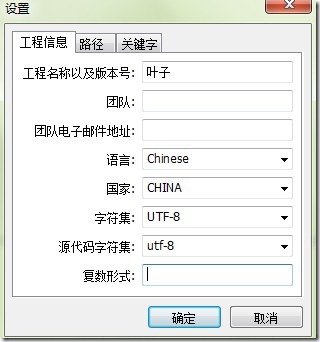 设置
工程信息 路径 关键字
工程名称以及版本号: 叶子
团队:
团队电子邮件地址:
语言: Chinese
国家: CHINA
字符集: UTF-8
源代码字符集: utf-8
复数形式:
确定 取消